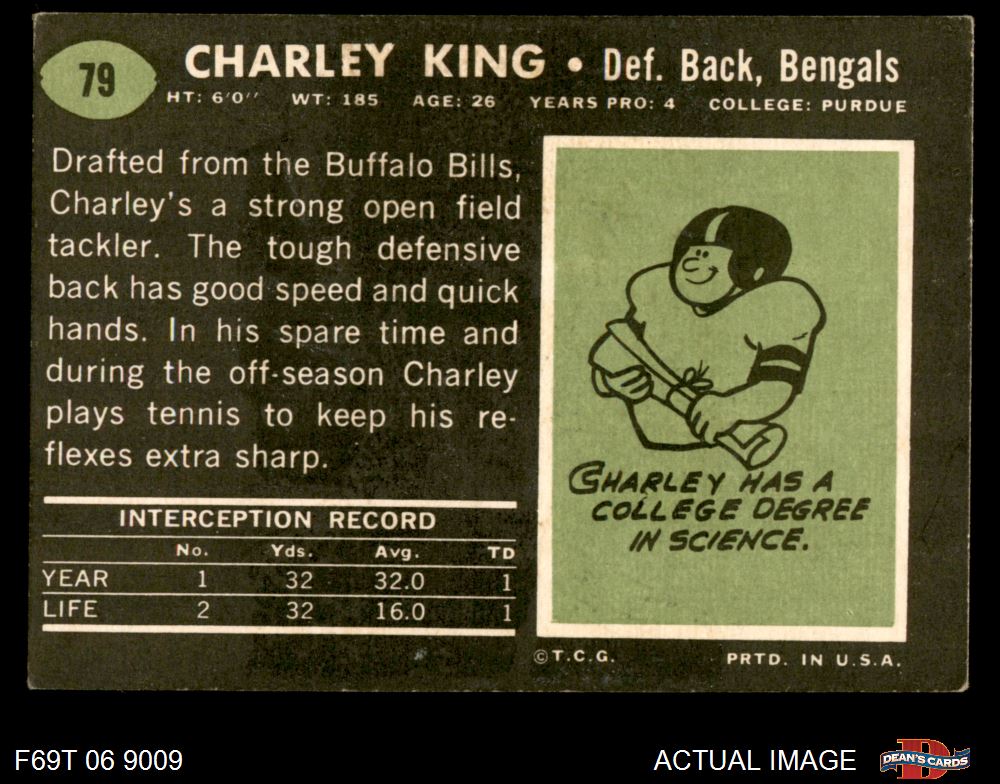 79
CHARLEY KING • Def. Back, Bengals
HT: 6'0" WT: 185 AGE: 26 YEARS PRO: 4 COLLEGE: PURDUE
Drafted from the Buffalo Bills,
Charley's a strong open field
tackler. The tough defensive
back has good speed and quick
hands. In his spare time and
during the off-season Charley
plays tennis to keep his re-
flexes extra sharp.
INTERCEPTION RECORD
No. Yds. Avg. TD
YEAR 1 32 32.0 1
LIFE 2 32 16.0 1
CHARLEY HAS A
COLLEGE DEGREE
IN SCIENCE.
©T.C.G. PRTD. IN U.S.A.
F69T 06 9009 ACTUAL IMAGE DEAN'S CARDS